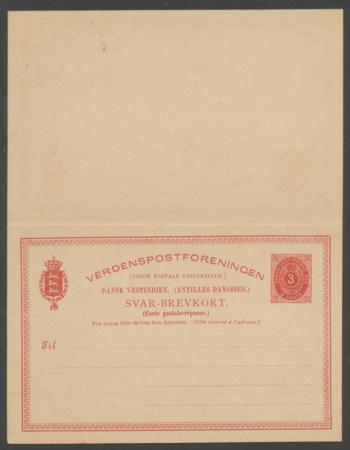 VERDENSPOSTFORENINGEN
(UNION POSTALE UNIVERSELLE.)
DANSK VESTINDIEN. (ANTILLES DANOISES.)
SVAR-BREVKORT.
(Carte postale-réponse.)
Paa denne Side skrives kun Adressen. (Côté réservé à l'adresse.)
3
CENTS
Til